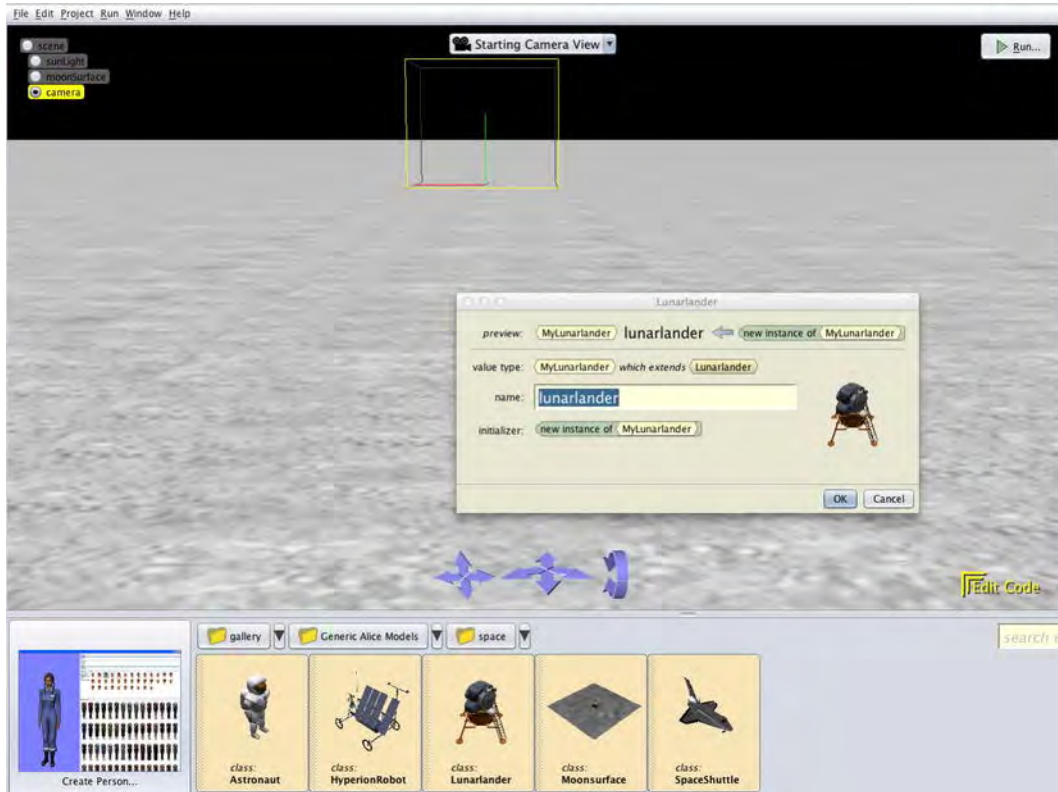 File Edit Project Run Window Help
scene
sunLight
moonSurface
camera
Starting Camera View
Run...
Lunarlander
preview: MyLunarlander lunarlander new instance of MyLunarlander
value type: MyLunarlander which extends Lunarlander
name: lunarlander
initializer: new instance of MyLunarlander
OK Cancel
Edit Code
gallery Generic Alice Models space
search
Create Person...
class: Astronaut
class: HyperionRobot
class: Lunarlander
class: Moonsurface
class: SpaceShuttle